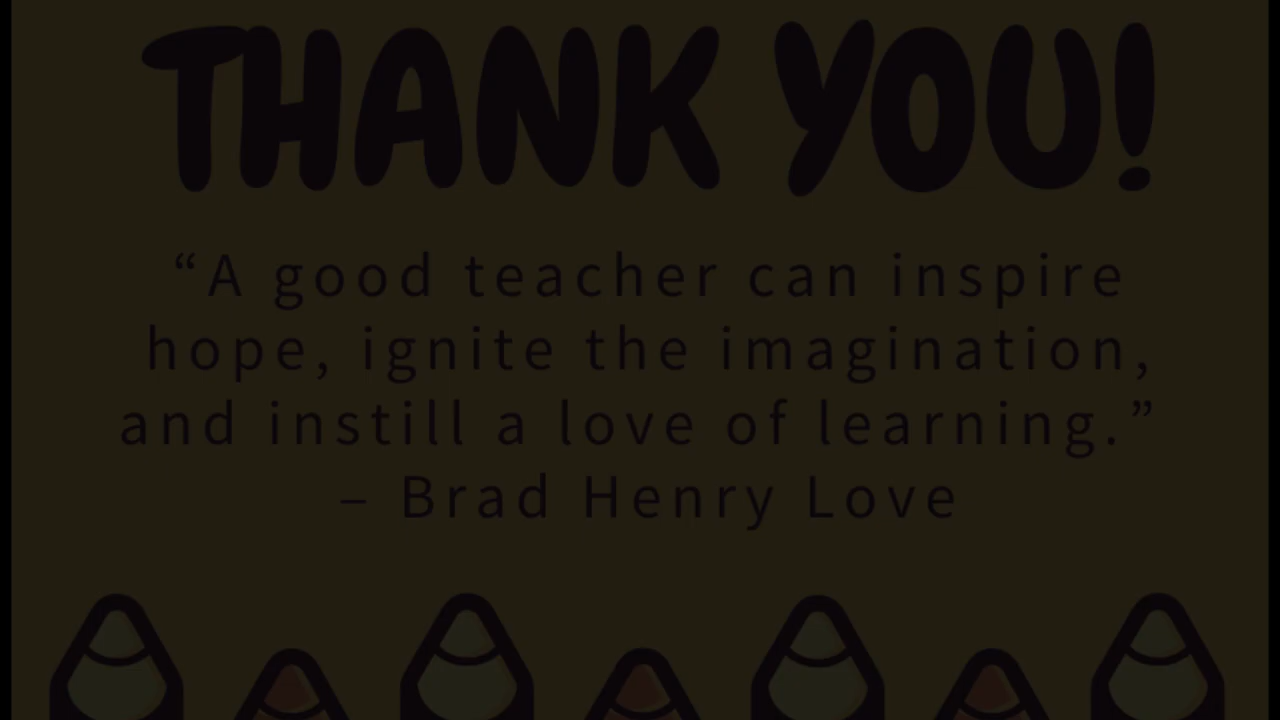 THANK YOU!
“A good teacher can inspire
hope, ignite the imagination,
and instill a love of learning.”
– Brad Henry Love